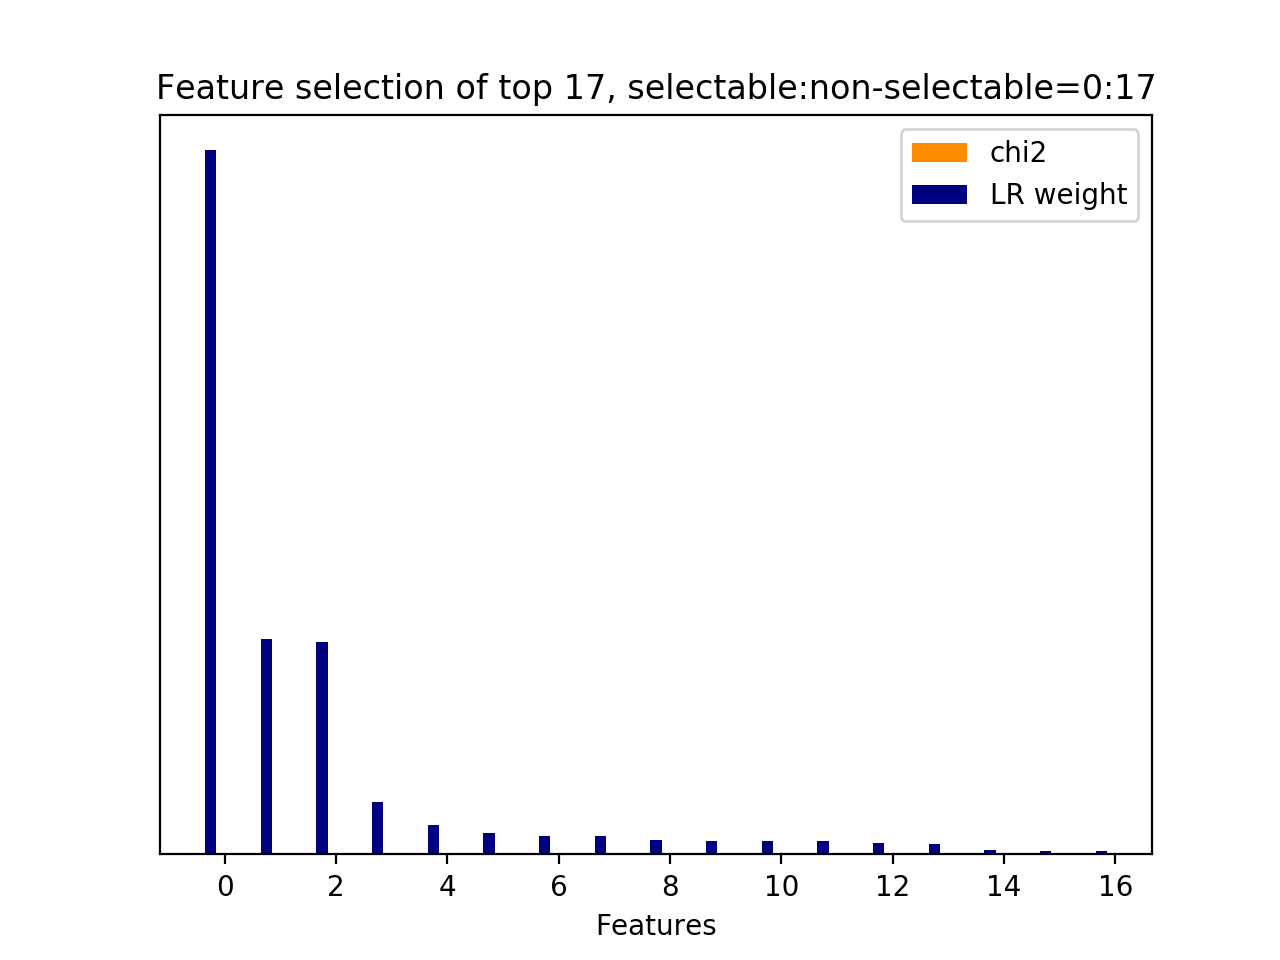 Feature selection of top 17, selectable:non-selectable=0:17
chi2
LR weight
0 2 4 6 8 10 12 14 16
Features